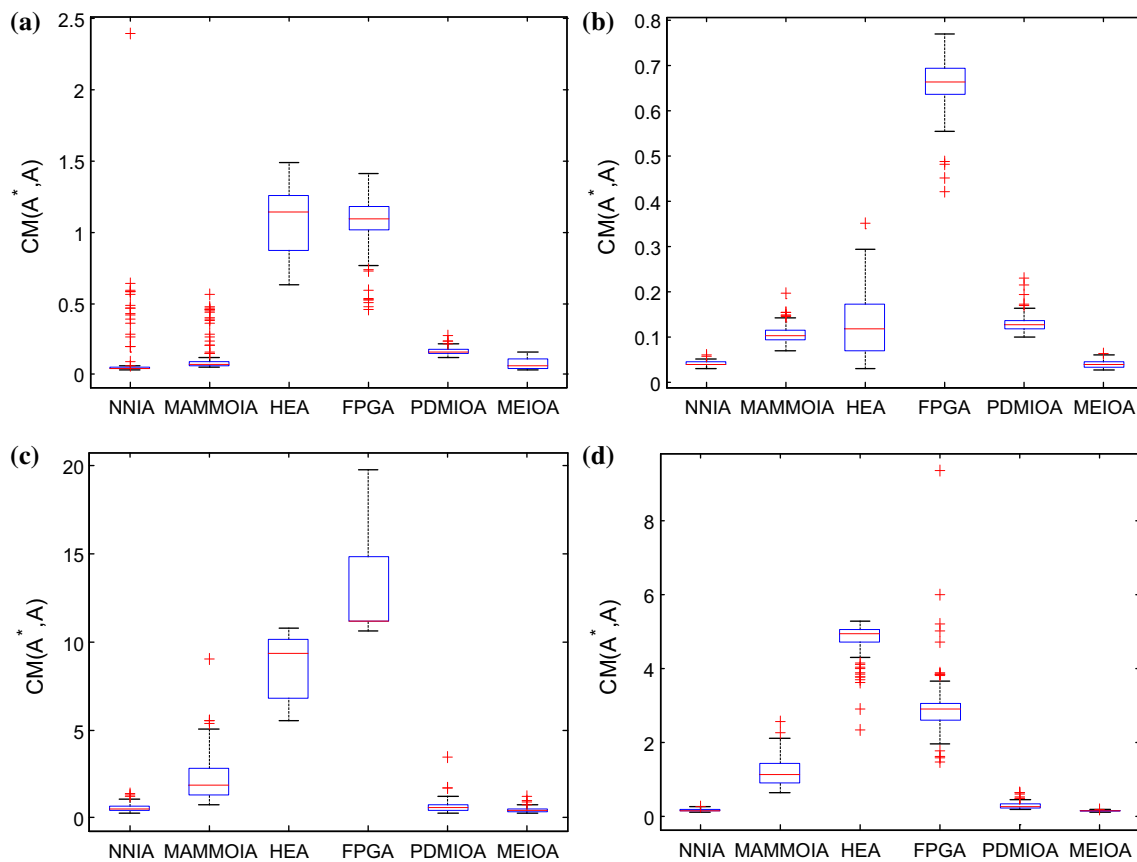 (a)
2.5
2
1.5
1
0.5
0
CM(A*,A)
NNIA MAMMOIA HEA FPGA PDMIOA MEIOA
(b)
0.8
0.7
0.6
0.5
0.4
0.3
0.2
0.1
0
CM(A*,A)
NNIA MAMMOIA HEA FPGA PDMIOA MEIOA
(c)
20
15
10
5
0
CM(A*,A)
NNIA MAMMOIA HEA FPGA PDMIOA MEIOA
(d)
8
6
4
2
0
CM(A*,A)
NNIA MAMMOIA HEA FPGA PDMIOA MEIOA